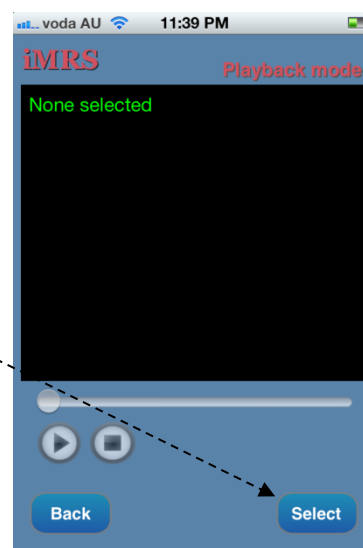 voda AU 11:39 PM
iMRS
Playback mode
None selected
Back Select